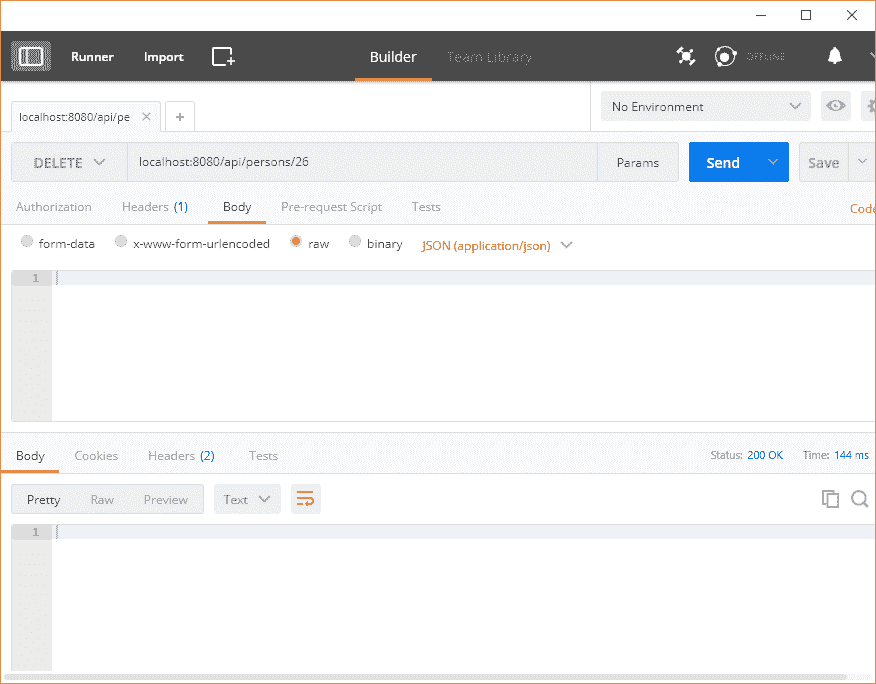 Runner Import Builder Team Library OFFLINE
localhost:8080/api/pe No Environment
DELETE localhost:8080/api/persons/26 Params Send Save
Authorization Headers (1) Body Pre-request Script Tests Code
form-data x-www-form-urlencoded raw binary JSON (application/json)
1
Body Cookies Headers (2) Tests Status: 200 OK Time: 144 ms
Pretty Raw Preview Text
1